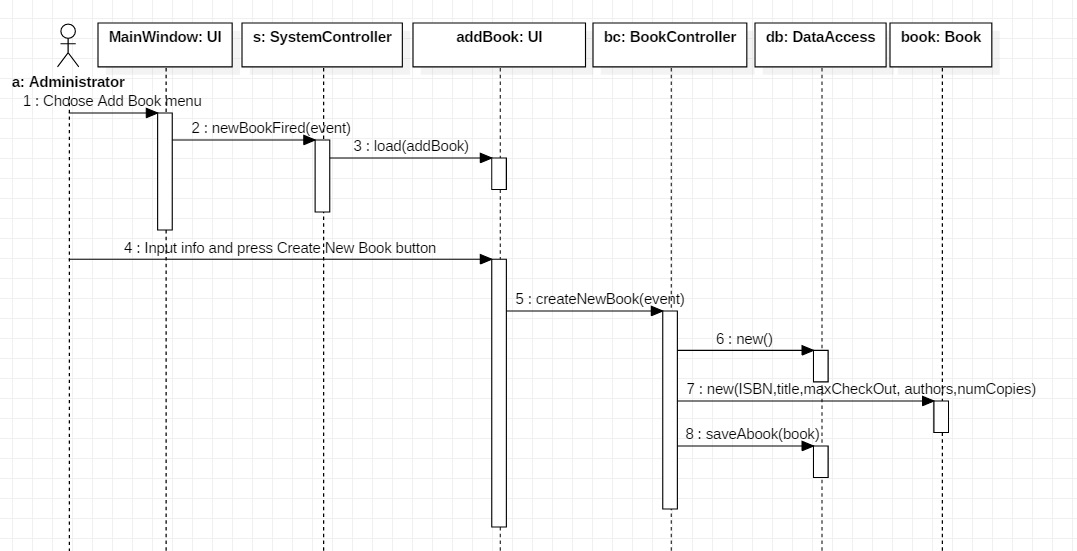 MainWindow: UI
s: SystemController
addBook: UI
bc: BookController
db: DataAccess
book: Book
a: Administrator
1 : Choose Add Book menu
2 : newBookFired(event)
3 : load(addBook)
4 : Input info and press Create New Book button
5 : createNewBook(event)
6 : new()
7 : new(ISBN,title,maxCheckOut, authors,numCopies)
8 : saveAbook(book)